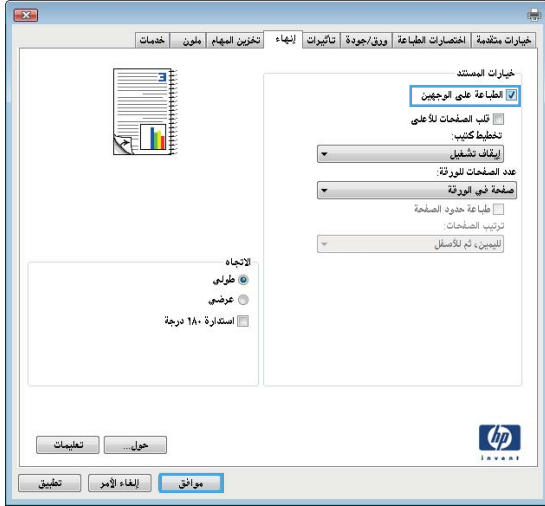 خيارات متقدمة اختصارات الطباعة ورق/جودة تأثيرات إنهاء تخزين المهام ملون خدمات
خيارات المستند
الطباعة على الوجهين
قلب الصفحات للأعلى
تخطيط كتيب:
إيقاف تشغيل
عدد الصفحات للورقة:
صفحة في الورقة
طباعة حدود الصفحة
ترتيب الصفحات:
لليمين، ثم للأسفل
3
الاتجاه
طولي
عرضي
استدارة ١٨٠ درجة
hp
invent
حول... تعليمات
موافق إلغاء الأمر تطبيق